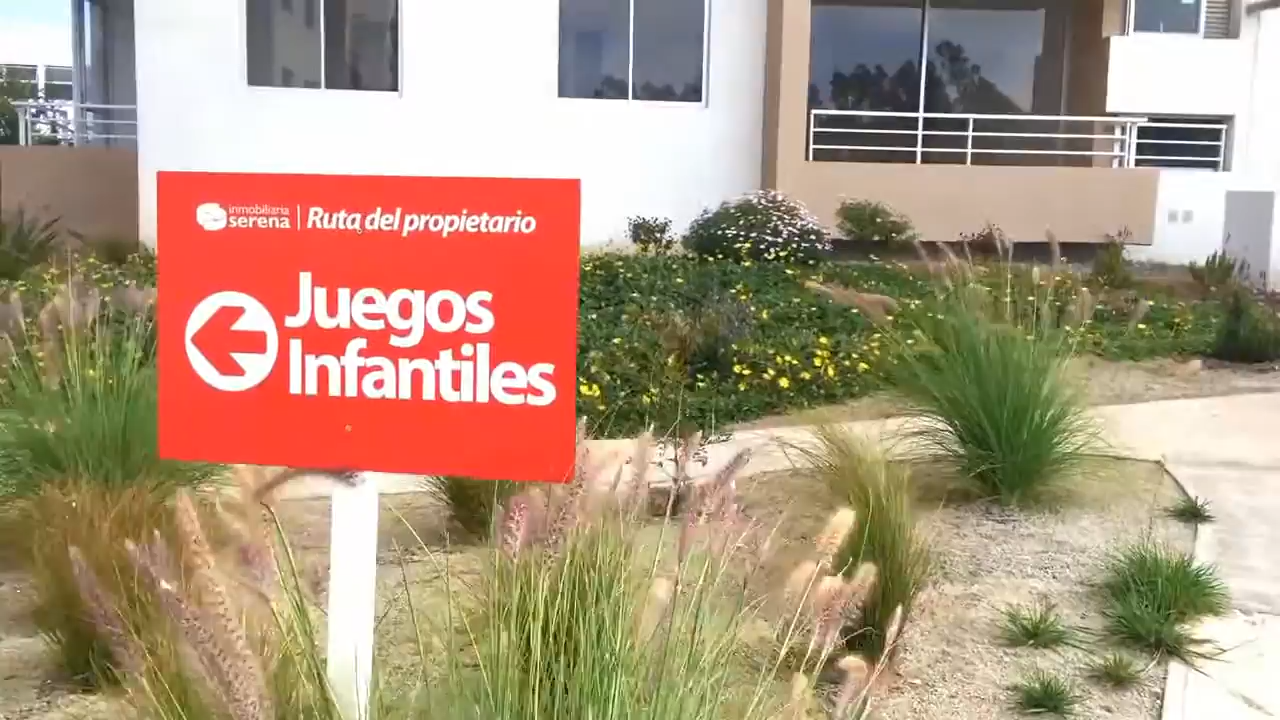 inmobiliaria
serena
Ruta del propietario
Juegos
Infantiles